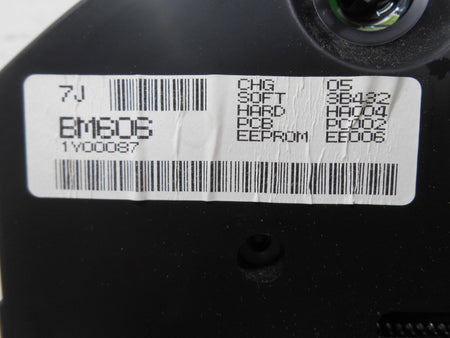 7J
BM606
1Y00087
CHG 05
SOFT 3B432
HARD HA004
PCB PC002
EEPROM EE006